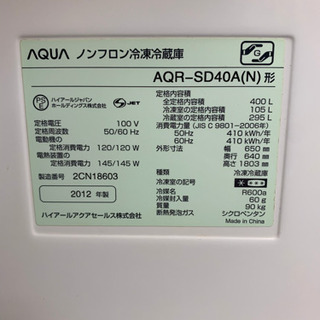 AQUA ノンフロン冷凍冷蔵庫
AQR-SD40A(N)形
PS E
ハイアールジャパン
ホールディングス株式会社
JET
定格電圧 100 V
定格周波数 50/60 Hz
電動機の
定格消費電力 120/120 W
電熱装置の
定格消費電力 145/145 W
製造番号 2CN18603
2012 年製
ハイアールアクアセールス株式会社
定格内容積
全定格内容積 400 L
冷凍室の定格内容積 105 L
冷蔵室の定格内容積 295 L
消費電力量(JIS C 9801-2006年)
50Hz 410 kWh/年
60Hz 410 kWh/年
外形寸法 幅 650 mm
奥行 640 mm
高さ 1803 mm
種類 冷凍冷蔵庫
冷凍室の記号
冷媒 R600a
冷媒封入量 60 g
質量 90 kg
断熱発泡ガス シクロペンタン
Made in China